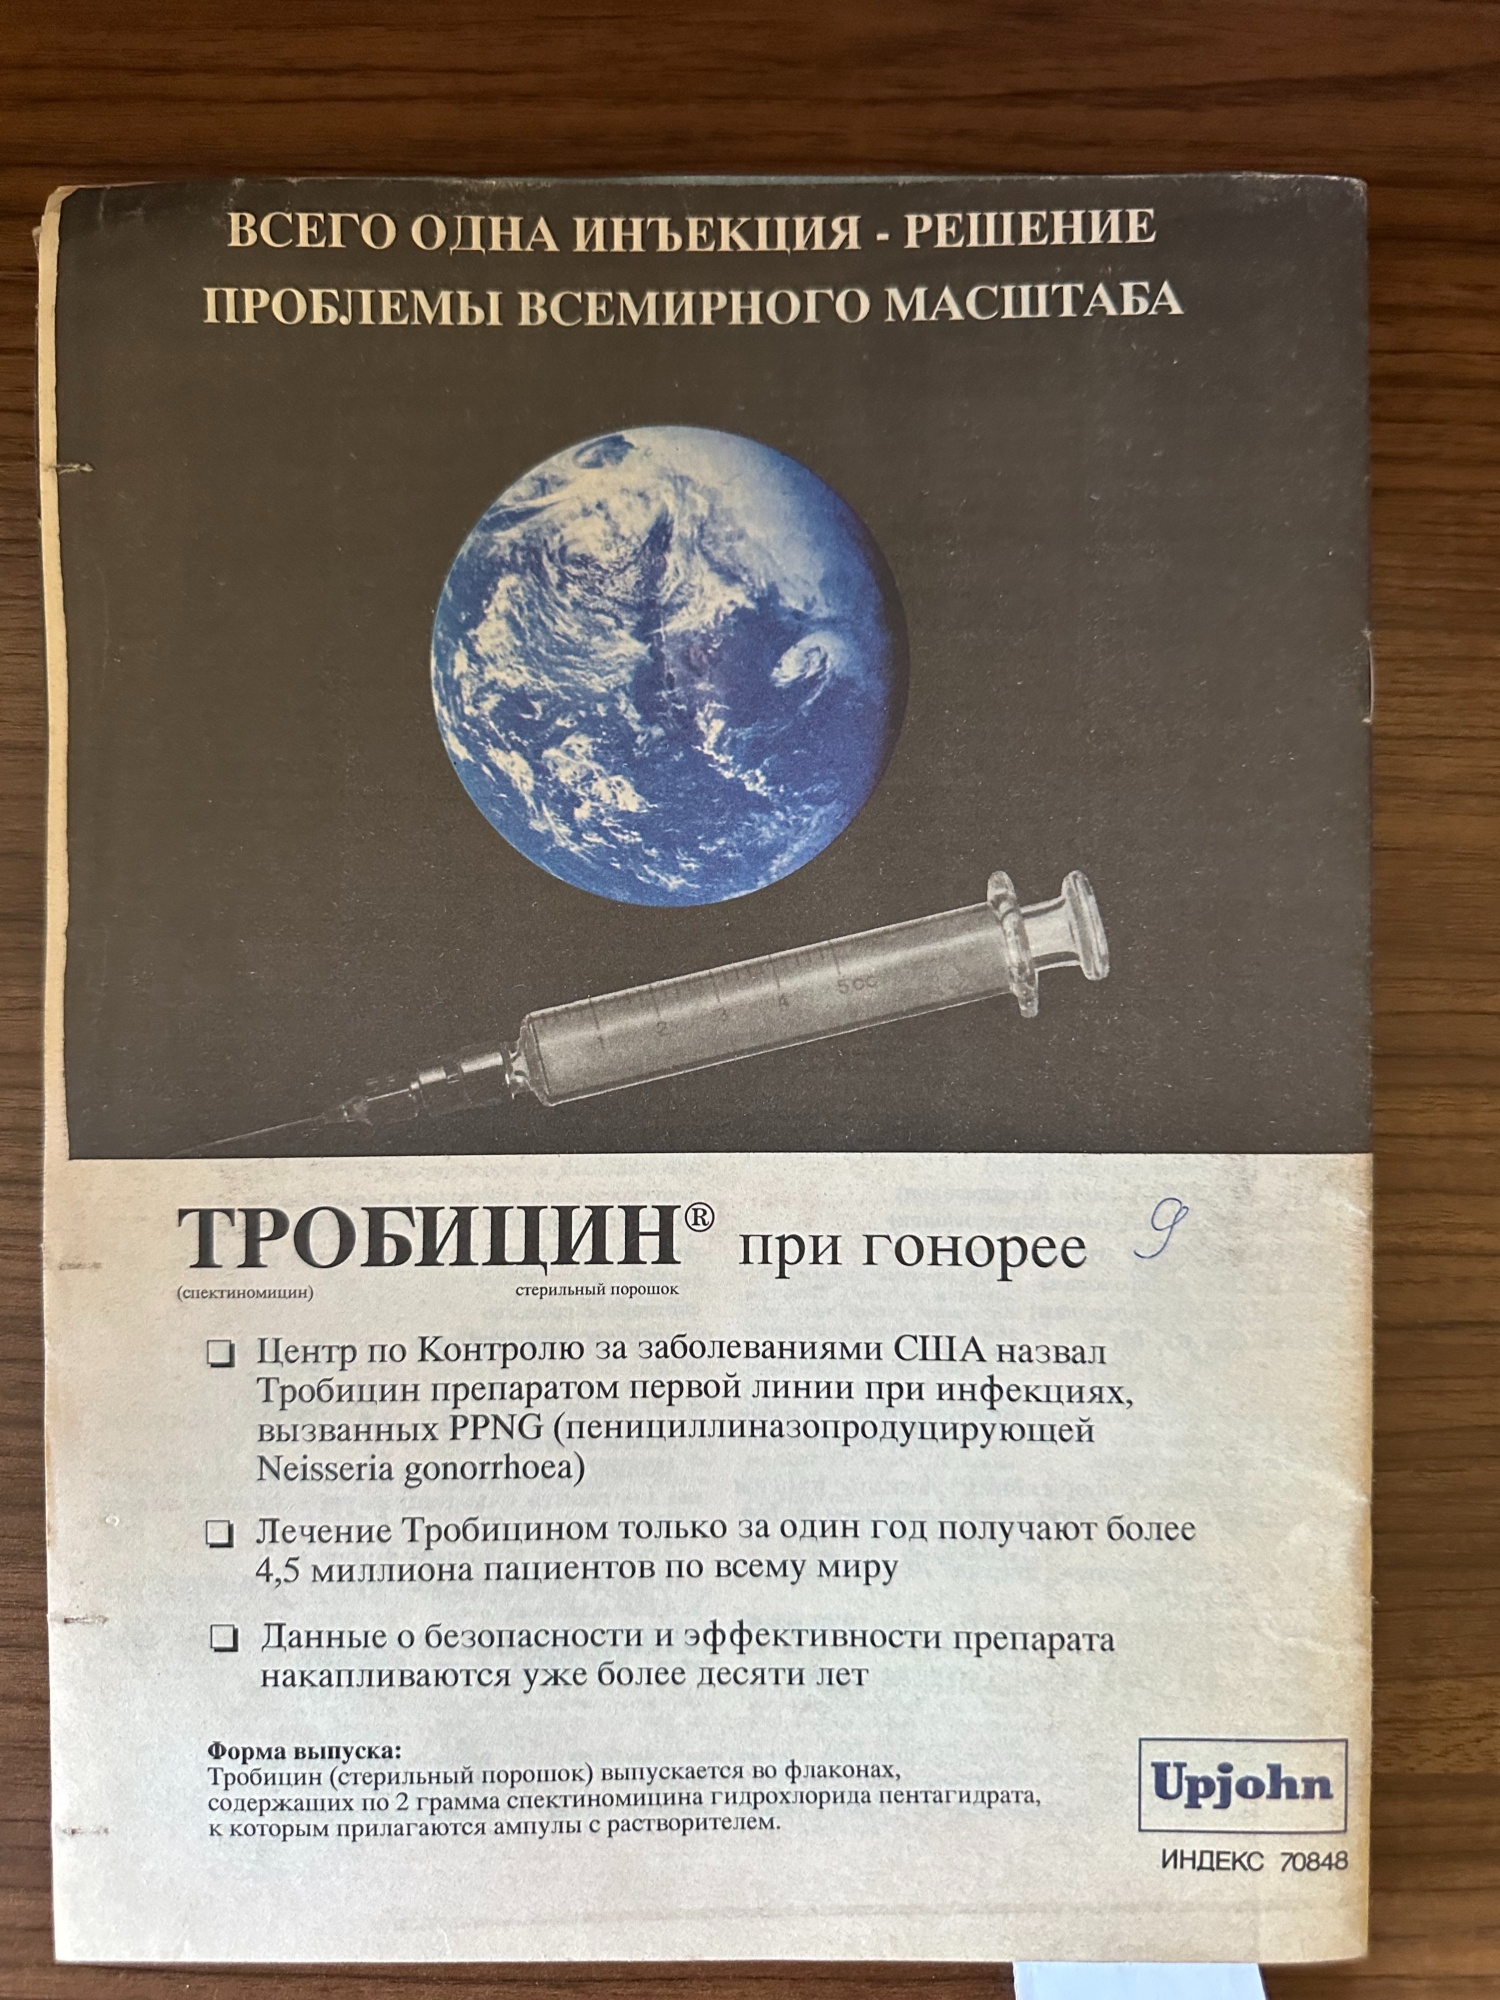 ВСЕГО ОДНА ИНЪЕКЦИЯ - РЕШЕНИЕ
ПРОБЛЕМЫ ВСЕМИРНОГО МАСШТАБА
1 2 3 4 5cc
ТРОБИЦИН® при гонорее 9
(спектиномицин) стерильный порошок
❏ Центр по Контролю за заболеваниями США назвал
Тробицин препаратом первой линии при инфекциях,
вызванных PPNG (пенициллиназопродуцирующей
Neisseria gonorrhoea)
❏ Лечение Тробицином только за один год получают более
4,5 миллиона пациентов по всему миру
❏ Данные о безопасности и эффективности препарата
накапливаются уже более десяти лет
Форма выпуска:
Тробицин (стерильный порошок) выпускается во флаконах,
содержащих по 2 грамма спектиномицина гидрохлорида пентагидрата,
к которым прилагаются ампулы с растворителем.
Upjohn
ИНДЕКС 70848